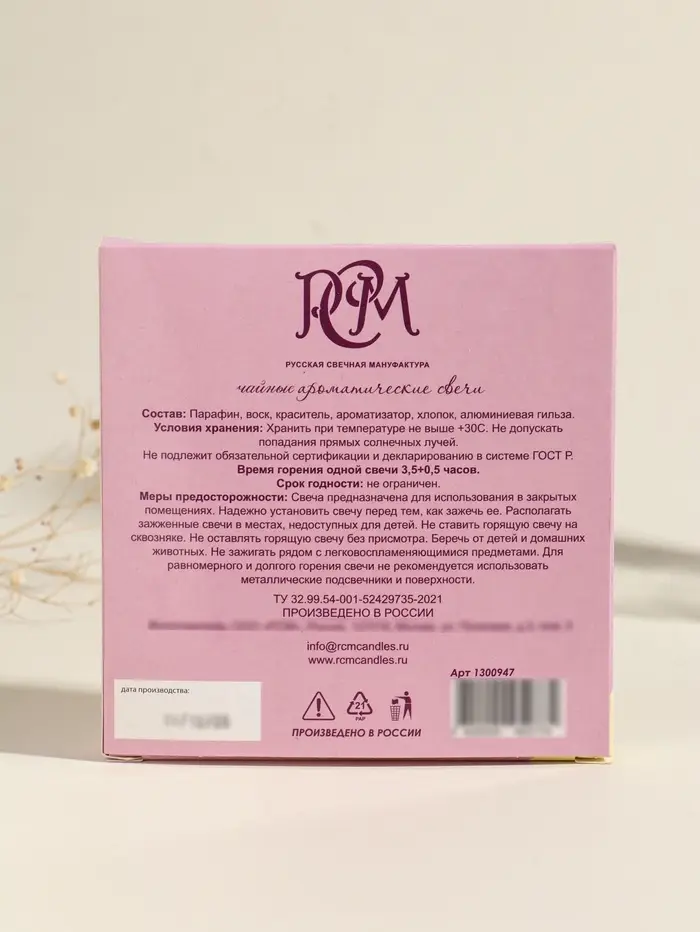 РСМ
РУССКАЯ СВЕЧНАЯ МАНУФАКТУРА
чайные ароматические свечи
Состав: Парафин, воск, краситель, ароматизатор, хлопок, алюминиевая гильза.
Условия хранения: Хранить при температуре не выше +30С. Не допускать
попадания прямых солнечных лучей.
Не подлежит обязательной сертификации и декларированию в системе ГОСТ Р.
Время горения одной свечи 3,5+0,5 часов.
Срок годности: не ограничен.
Меры предосторожности: Свеча предназначена для использования в закрытых
помещениях. Надежно установить свечу перед тем, как зажечь ее. Располагать
зажженные свечи в местах, недоступных для детей. Не ставить горящую свечу на
сквозняке. Не оставлять горящую свечу без присмотра. Беречь от детей и домашних
животных. Не зажигать рядом с легковоспламеняющимися предметами. Для
равномерного и долгого горения свечи не рекомендуется использовать
металлические подсвечники и поверхности.
ТУ 32.99.54-001-52429735-2021
ПРОИЗВЕДЕНО В РОССИИ
info@rcmcandles.ru
www.rcmcandles.ru
Арт 1300947
дата производства:
21
PAP
ПРОИЗВЕДЕНО В РОССИИ